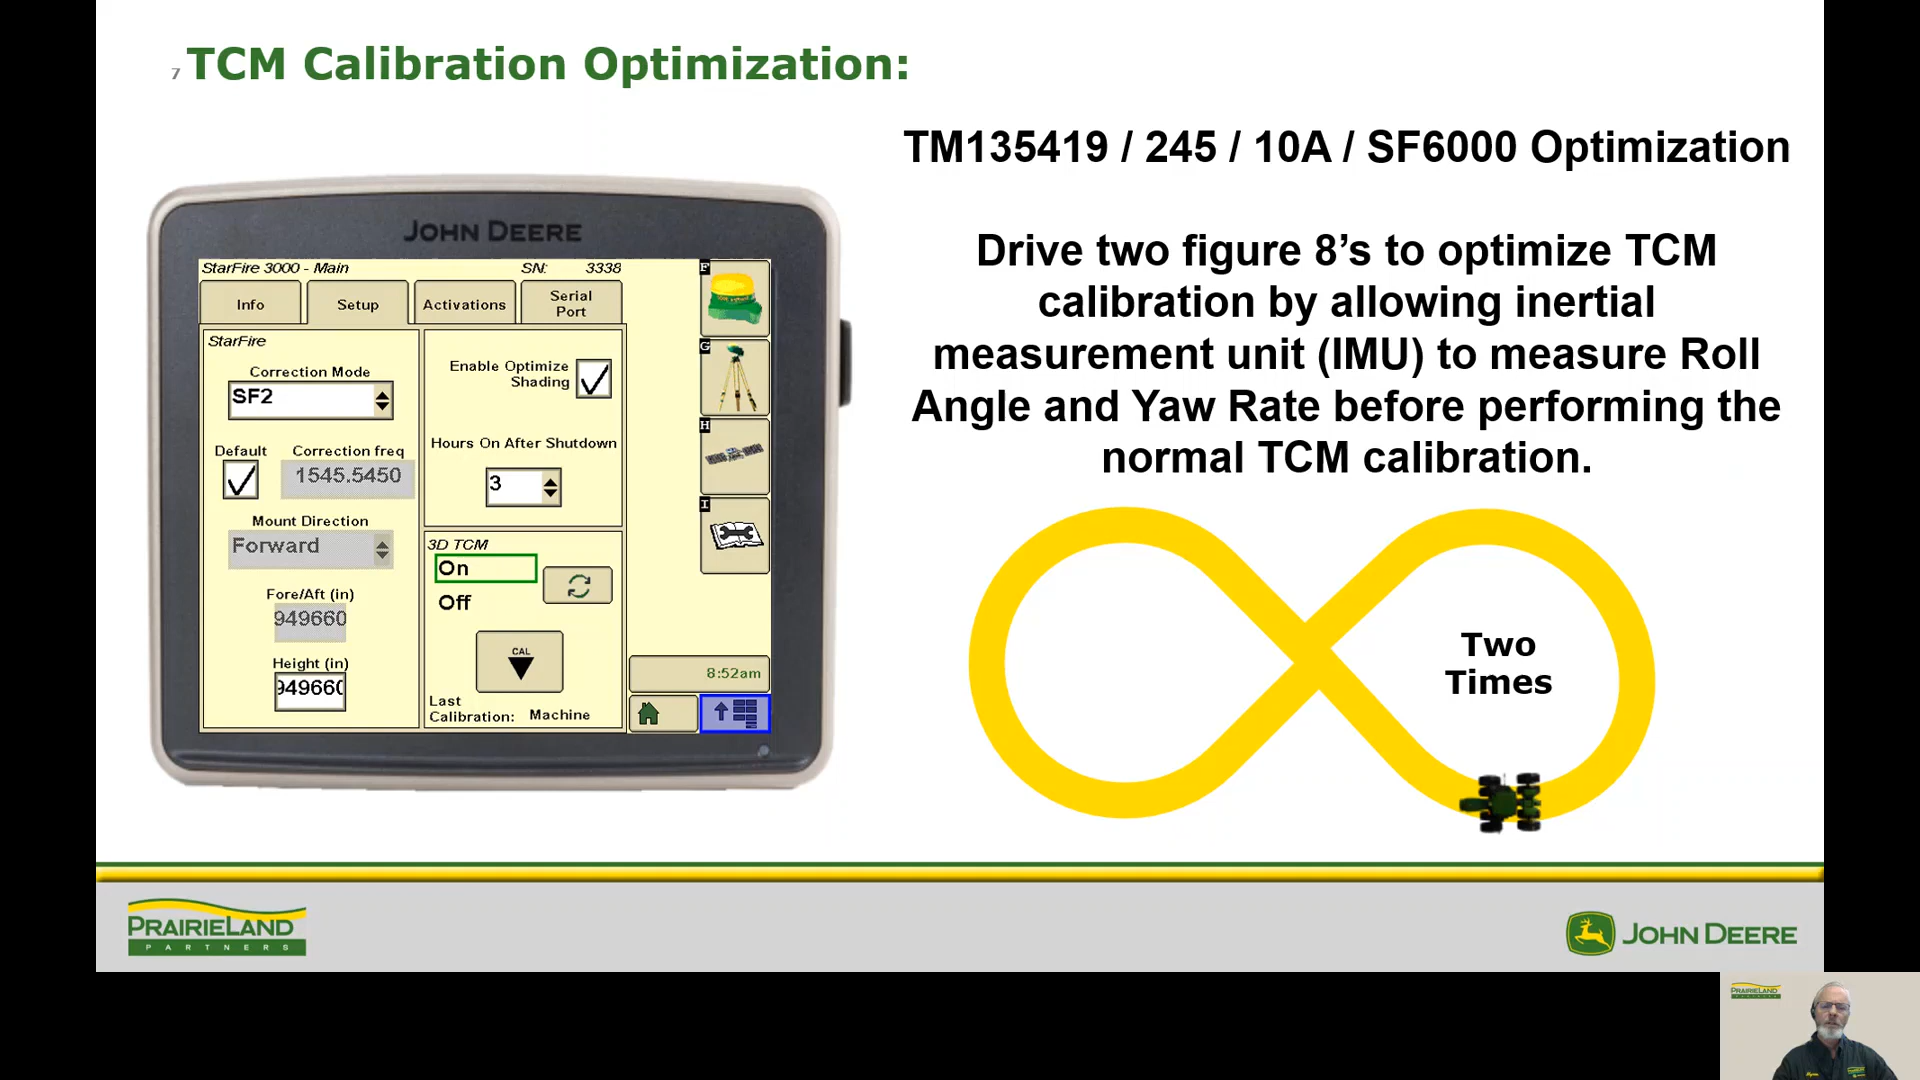 7 TCM Calibration Optimization:
TM135419 / 245 / 10A / SF6000 Optimization
Drive two figure 8’s to optimize TCM
calibration by allowing inertial
measurement unit (IMU) to measure Roll
Angle and Yaw Rate before performing the
normal TCM calibration.
JOHN DEERE
StarFire 3000 - Main SN: 3338
Info Setup Activations Serial
Port
StarFire
Correction Mode
SF2
Default Correction freq
1545.5450
Mount Direction
Forward
Fore/Aft (in)
949660
Height (in)
Enable Optimize
Shading
Hours On After Shutdown
3
3D TCM
On
Off
CAL
Last
Calibration: Machine
F
G
H
I
8:52am
Two
Times
PRAIRIELAND
PARTNERS
JOHN DEERE
PRAIRIELAND